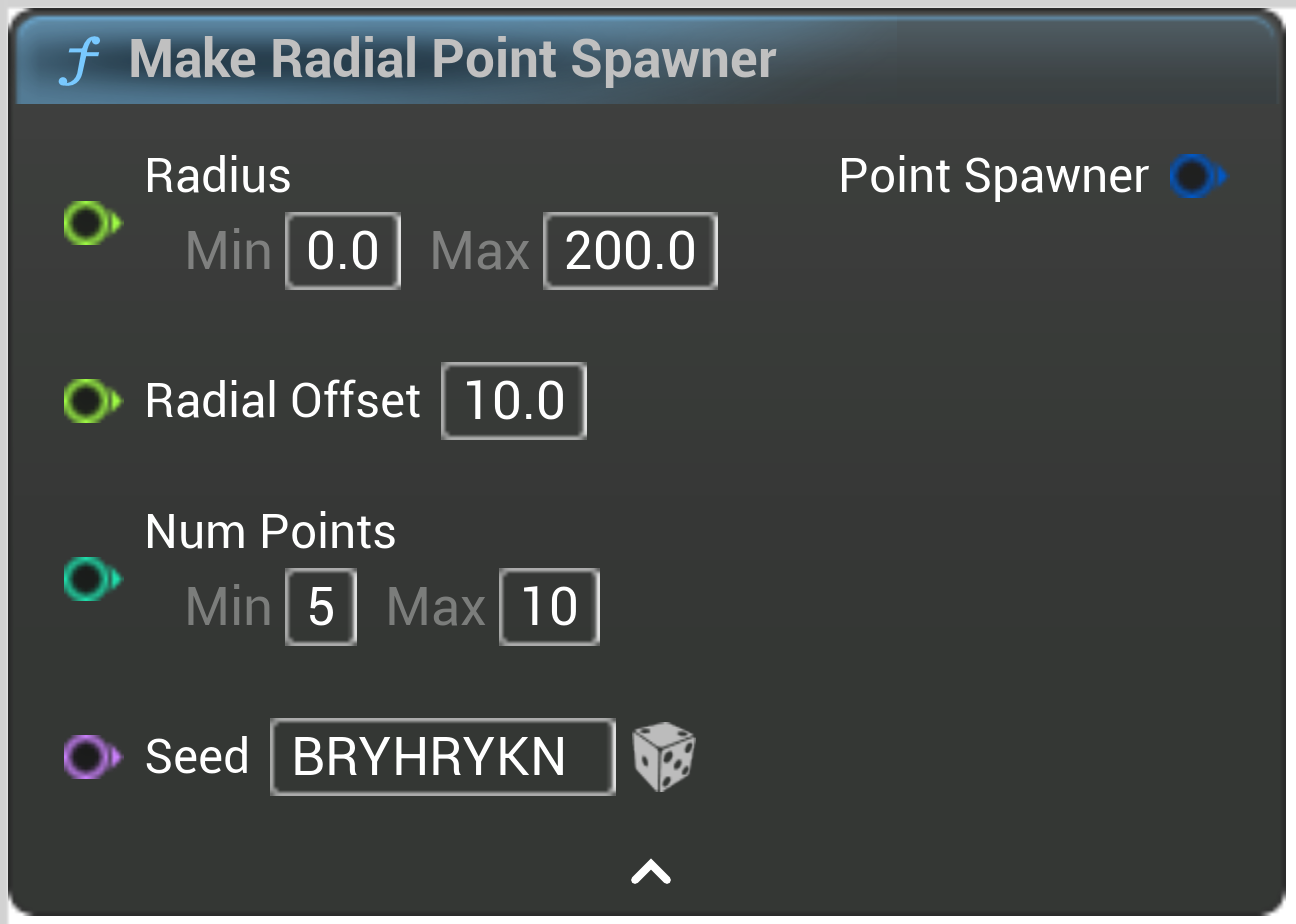 Make Radial Point Spawner
Radius
Point Spawner
Min 0.0 Max 200.0
Radial Offset 10.0
Num Points
Min 5 Max 10
Seed BRYHRYKN